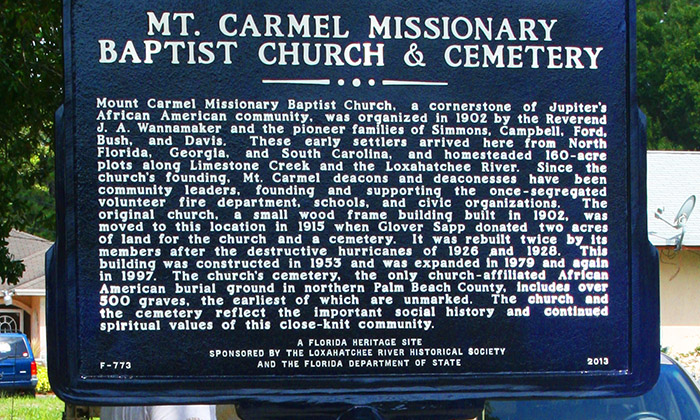 MT. CARMEL MISSIONARY
BAPTIST CHURCH & CEMETERY
Mount Carmel Missionary Baptist Church, a cornerstone of Jupiter's
African American community, was organized in 1902 by the Reverend
J. A. Wannamaker and the pioneer families of Simmons, Campbell, Ford,
Bush, and Davis. These early settlers arrived here from North
Florida, Georgia, and South Carolina, and homesteaded 160-acre
plots along Limestone Creek and the Loxahatchee River. Since the
church's founding, Mt. Carmel deacons and deaconesses have been
community leaders, founding and supporting the once-segregated
volunteer fire department, schools, and civic organizations. The
original church, a small wood frame building built in 1902, was
moved to this location in 1915 when Glover Sapp donated two acres
of land for the church and a cemetery. It was rebuilt twice by its
members after the destructive hurricanes of 1926 and 1928. This
building was constructed in 1953 and was expanded in 1979 and again
in 1997. The church's cemetery, the only church-affiliated African
American burial ground in northern Palm Beach County, includes over
500 graves, the earliest of which are unmarked. The church and
the cemetery reflect the important social history and continued
spiritual values of this close-knit community.
A FLORIDA HERITAGE SITE
SPONSORED BY THE LOXAHATCHEE RIVER HISTORICAL SOCIETY
AND THE FLORIDA DEPARTMENT OF STATE
F-773 2013